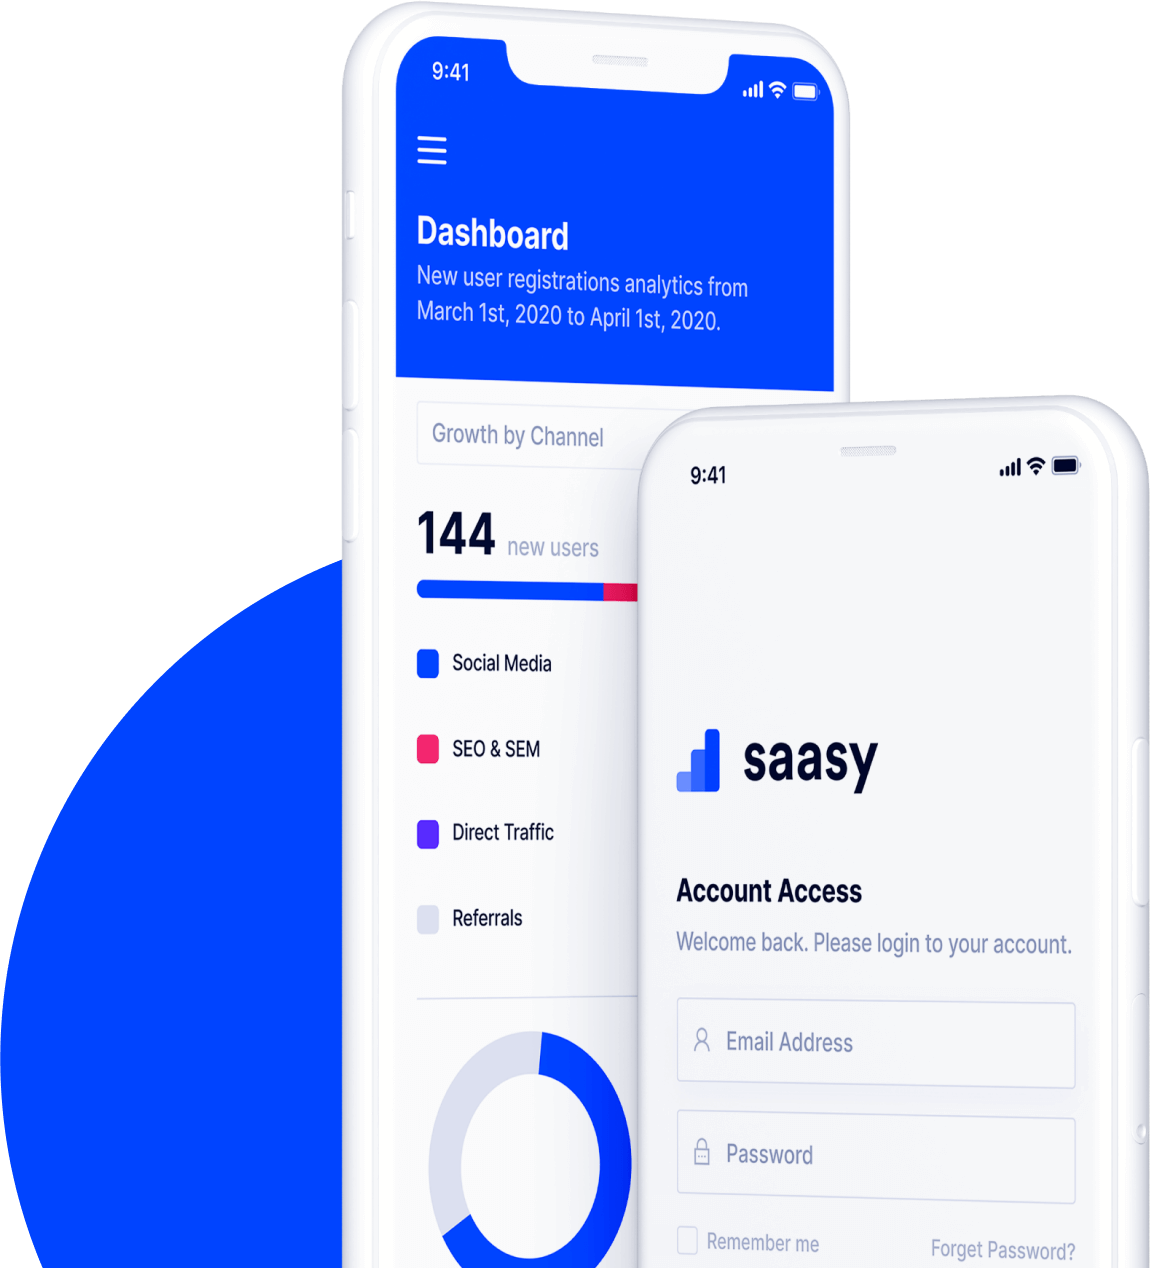 9:41
Dashboard
New user registrations analytics from
March 1st, 2020 to April 1st, 2020.
Growth by Channel
144 new users
Social Media
SEO & SEM
Direct Traffic
Referrals
9:41
saasy
Account Access
Welcome back. Please login to your account.
Email Address
Password
Remember me
Forget Password?